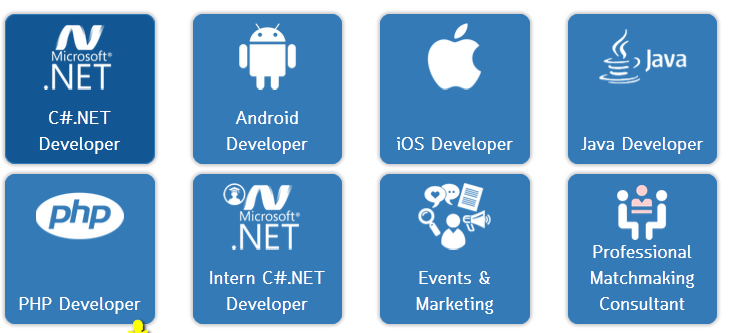 Microsoft®
.NET
C#.NET
Developer
Android
Developer
iOS Developer
Java
Java Developer
php
PHP Developer
Microsoft®
.NET
Intern C#.NET
Developer
Events &
Marketing
Professional
Matchmaking
Consultant